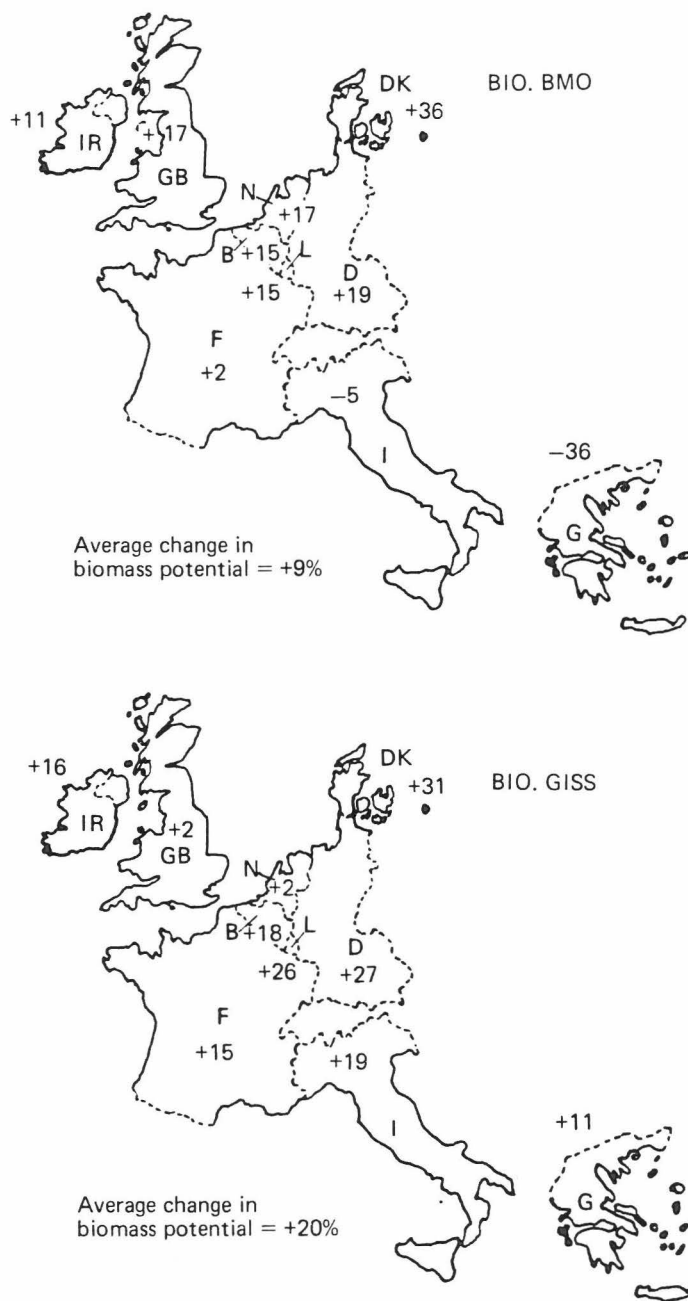 DK
BIO. BMO
+11
+36
IR
+17
GB
N
+17
B
+15
L
+15
D
+19
F
+2
−5
−36
I
G
Average change in
biomass potential = +9%
DK
BIO. GISS
+16
+31
IR
+2
GB
N
+2
B
+18
L
+26
D
+27
F
+15
+19
+11
I
G
Average change in
biomass potential = +20%